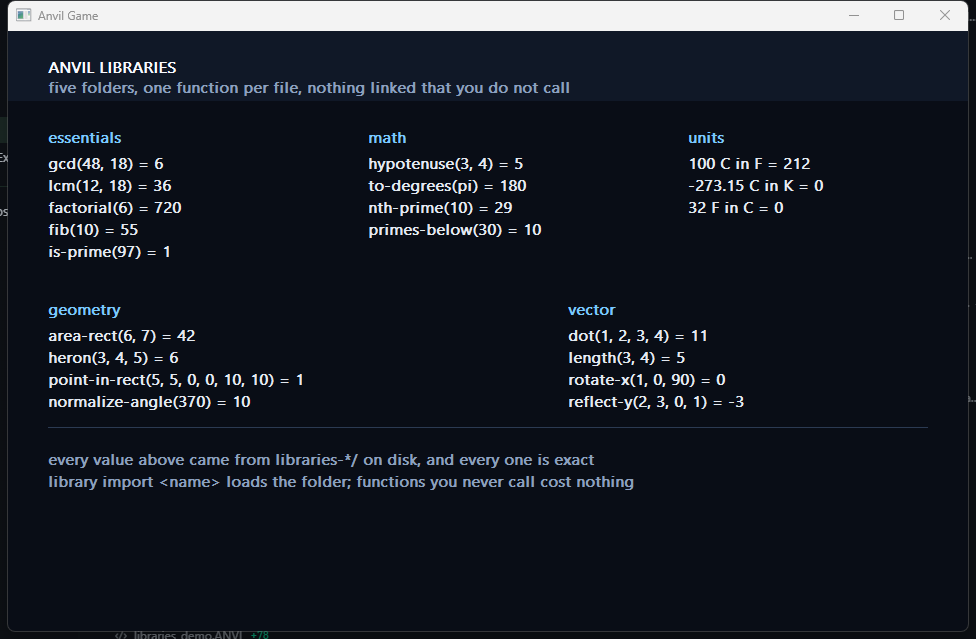 Anvil Game
ANVIL LIBRARIES
five folders, one function per file, nothing linked that you do not call
essentials
gcd(48, 18) = 6
lcm(12, 18) = 36
factorial(6) = 720
fib(10) = 55
is-prime(97) = 1
math
hypotenuse(3, 4) = 5
to-degrees(pi) = 180
nth-prime(10) = 29
primes-below(30) = 10
units
100 C in F = 212
-273.15 C in K = 0
32 F in C = 0
geometry
area-rect(6, 7) = 42
heron(3, 4, 5) = 6
point-in-rect(5, 5, 0, 0, 10, 10) = 1
normalize-angle(370) = 10
vector
dot(1, 2, 3, 4) = 11
length(3, 4) = 5
rotate-x(1, 0, 90) = 0
reflect-y(2, 3, 0, 1) = -3
every value above came from libraries-*/ on disk, and every one is exact
library import <name> loads the folder; functions you never call cost nothing
libraries_demo.ANVL +78